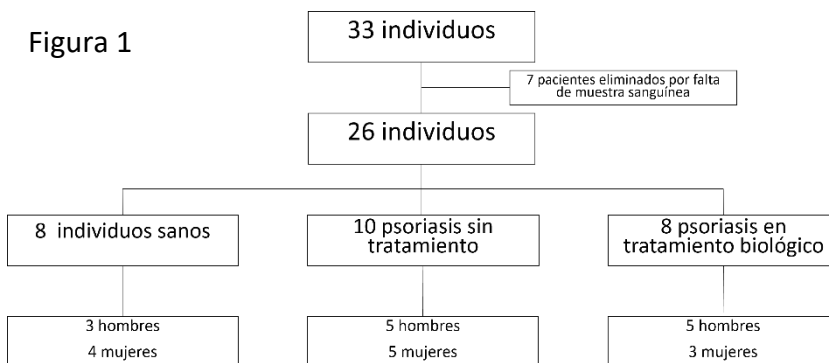 Figura 1
33 individuos
7 pacientes eliminados por falta
de muestra sanguínea
26 individuos
8 individuos sanos
10 psoriasis sin
tratamiento
8 psoriasis en
tratamiento biológico
3 hombres
4 mujeres
5 hombres
5 mujeres
5 hombres
3 mujeres